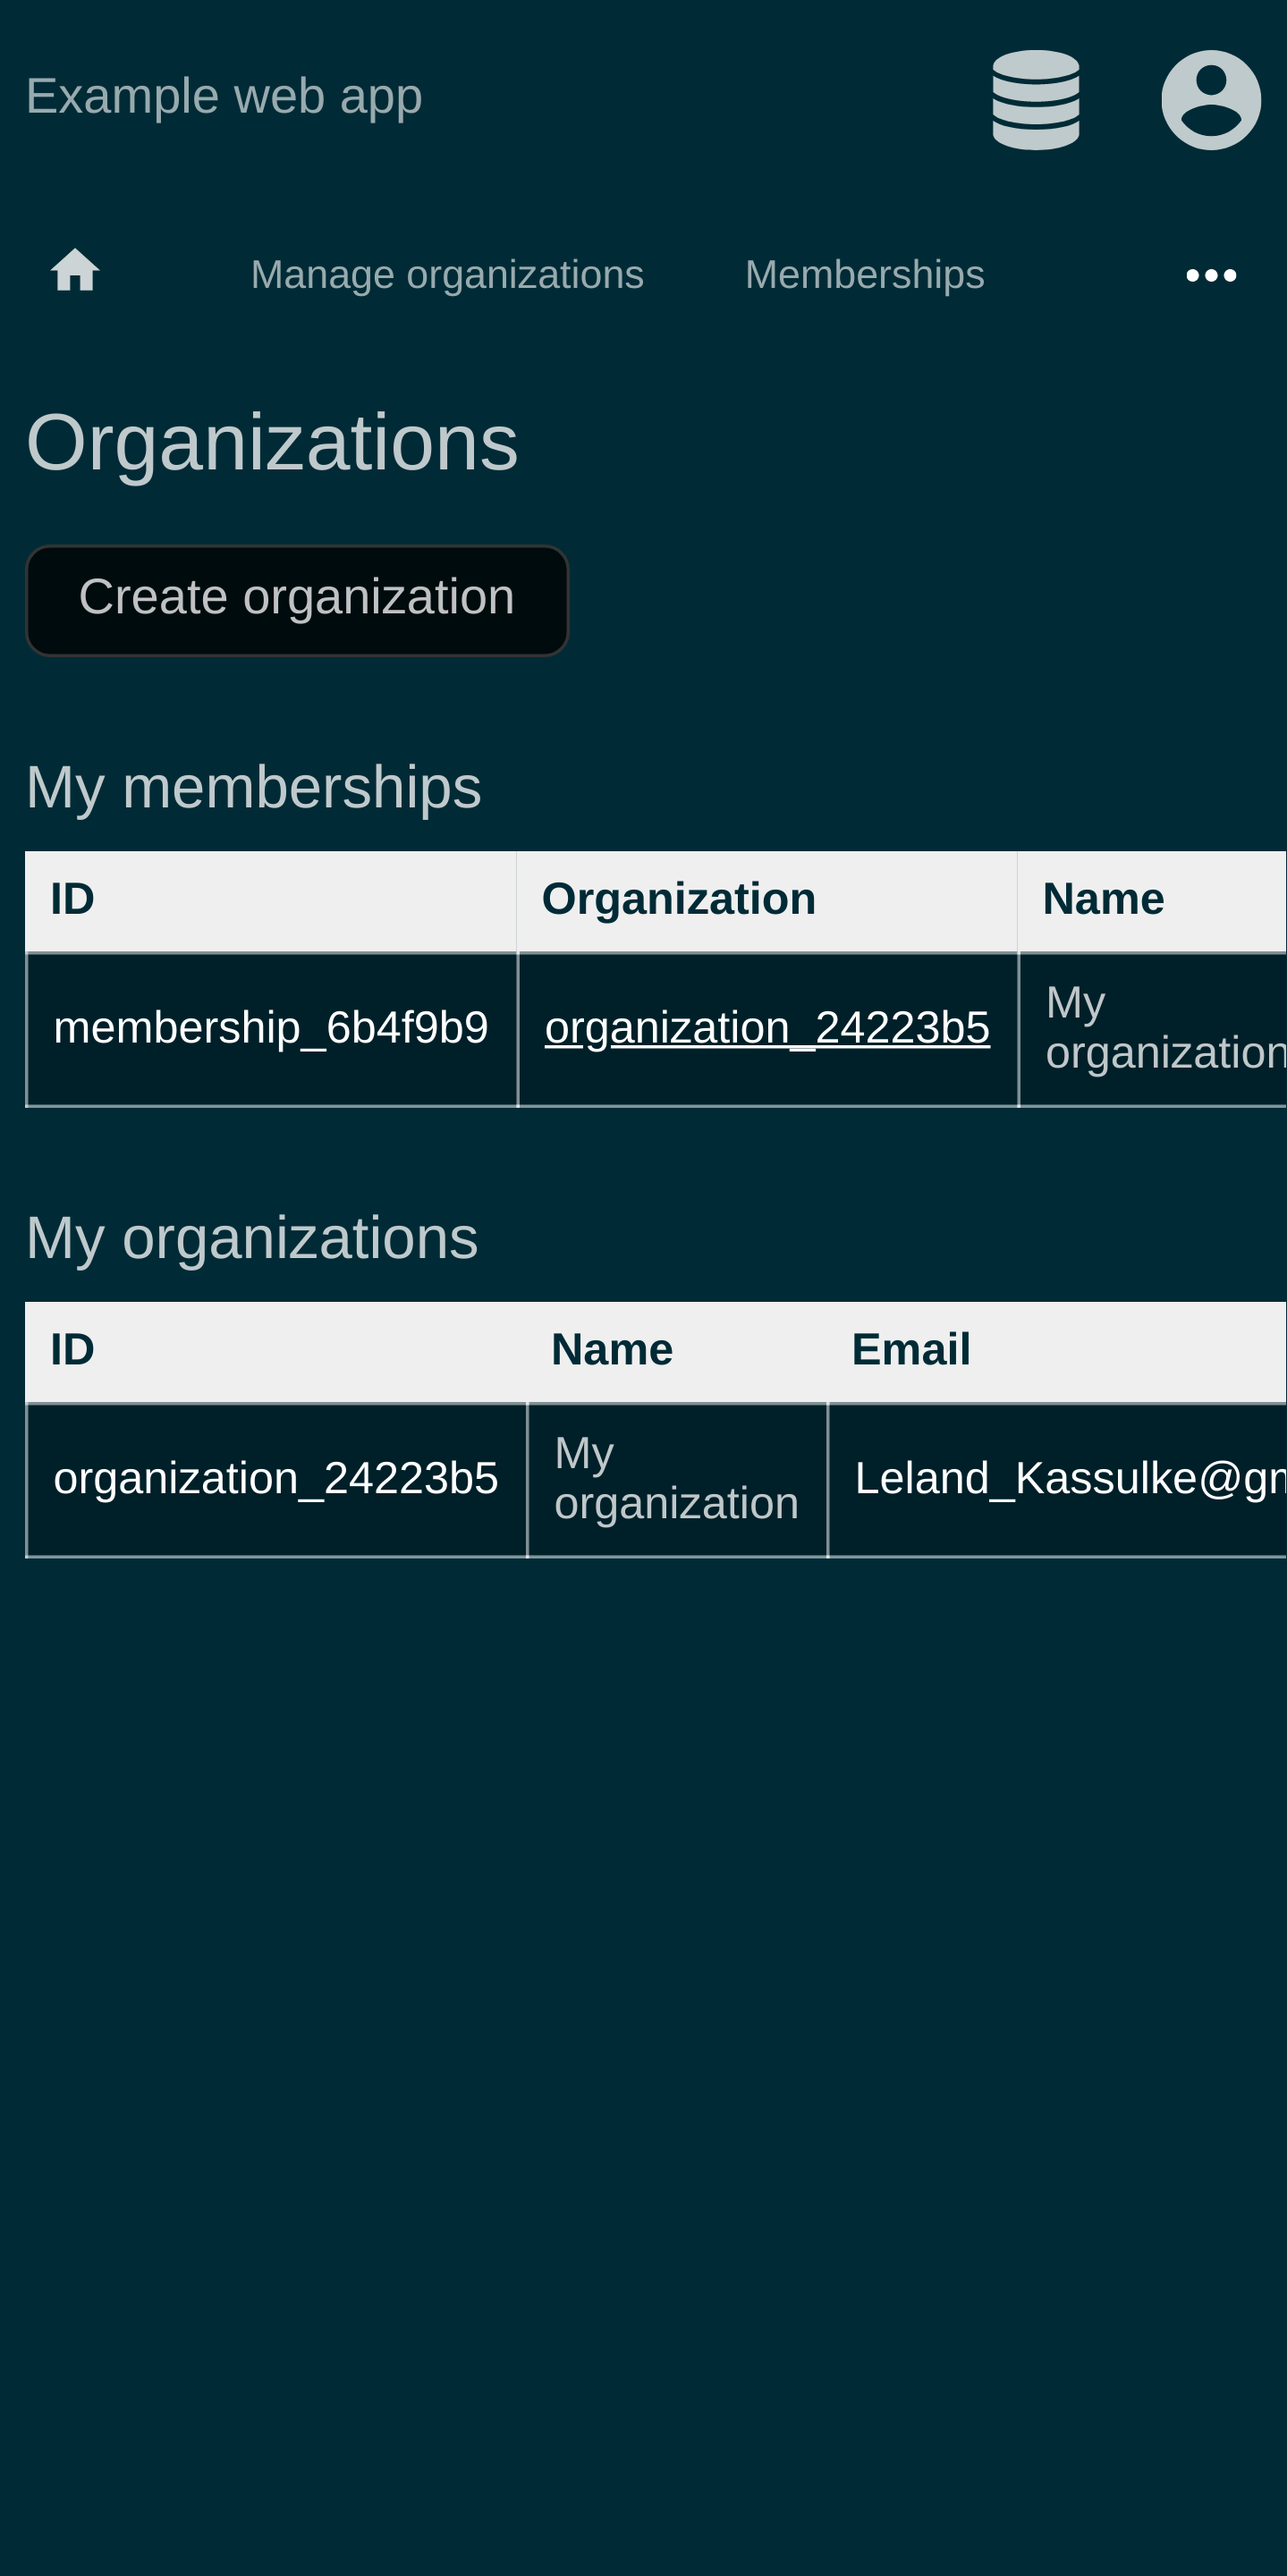 Example web app
Manage organizations Memberships
Organizations
Create organization
My memberships
ID Organization Name
membership_6b4f9b9 organization_24223b5 My
organization
My organizations
ID Name Email
organization_24223b5 My
organization Leland_Kassulke@gm